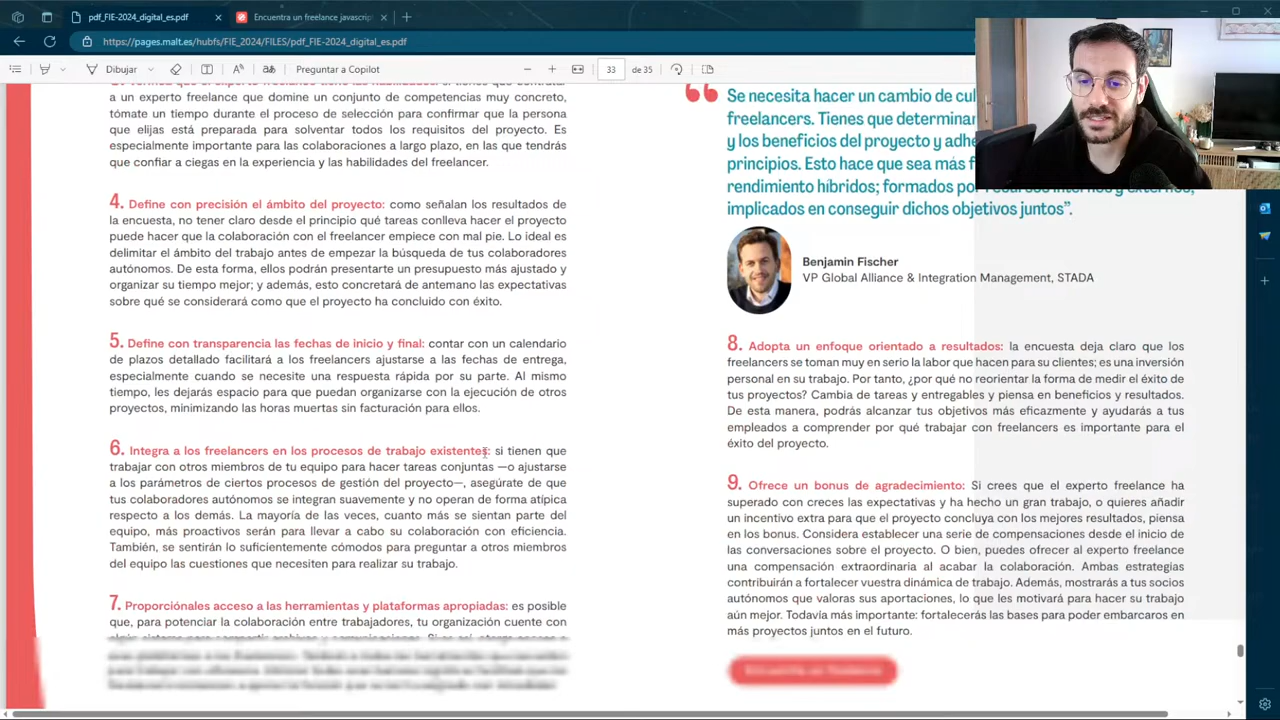 pdf_FIE-2024_digital_es.pdf
Encuentra un freelance javascrip
https://pages.malt.es/hubfs/FIE_2024/FILES/pdf_FIE-2024_digital_es.pdf
Dibujar
Preguntar a Copilot
33
de 35
a un experto freelance que domine un conjunto de competencias muy concreto,
tómate un tiempo durante el proceso de selección para confirmar que la persona
que elijas está preparada para solventar todos los requisitos del proyecto. Es
especialmente importante para las colaboraciones a largo plazo, en las que tendrás
que confiar a ciegas en la experiencia y las habilidades del freelancer.
4. Define con precisión el ámbito del proyecto: como señalan los resultados de
la encuesta, no tener claro desde el principio qué tareas conlleva hacer el proyecto
puede hacer que la colaboración con el freelancer empiece con mal pie. Lo ideal es
delimitar el ámbito del trabajo antes de empezar la búsqueda de tus colaboradores
autónomos. De esta forma, ellos podrán presentarte un presupuesto más ajustado y
organizar su tiempo mejor; y además, esto concretará de antemano las expectativas
sobre qué se considerará como que el proyecto ha concluido con éxito.
5. Define con transparencia las fechas de inicio y final: contar con un calendario
de plazos detallado facilitará a los freelancers ajustarse a las fechas de entrega,
especialmente cuando se necesite una respuesta rápida por su parte. Al mismo
tiempo, les dejarás espacio para que puedan organizarse con la ejecución de otros
proyectos, minimizando las horas muertas sin facturación para ellos.
6. Integra a los freelancers en los procesos de trabajo existentes: si tienen que
trabajar con otros miembros de tu equipo para hacer tareas conjuntas —o ajustarse
a los parámetros de ciertos procesos de gestión del proyecto—, asegúrate de que
tus colaboradores autónomos se integran suavemente y no operan de forma atípica
respecto a los demás. La mayoría de las veces, cuanto más se sientan parte del
equipo, más proactivos serán para llevar a cabo su colaboración con eficiencia.
También, se sentirán lo suficientemente cómodos para preguntar a otros miembros
del equipo las cuestiones que necesiten para realizar su trabajo.
7. Proporciónales acceso a las herramientas y plataformas apropiadas: es posible
que, para potenciar la colaboración entre trabajadores, tu organización cuente con
Se necesita hacer un cambio de cul
freelancers. Tienes que determinar
y los beneficios del proyecto y adhe
principios. Esto hace que sea más f
rendimiento híbridos; formados por recursos internos y externos,
implicados en conseguir dichos objetivos juntos”.
Benjamin Fischer
VP Global Alliance & Integration Management, STADA
8. Adopta un enfoque orientado a resultados: la encuesta deja claro que los
freelancers se toman muy en serio la labor que hacen para su clientes; es una inversión
personal en su trabajo. Por tanto, ¿por qué no reorientar la forma de medir el éxito de
tus proyectos? Cambia de tareas y entregables y piensa en beneficios y resultados.
De esta manera, podrás alcanzar tus objetivos más eficazmente y ayudarás a tus
empleados a comprender por qué trabajar con freelancers es importante para el
éxito del proyecto.
9. Ofrece un bonus de agradecimiento: Si crees que el experto freelance ha
superado con creces las expectativas y ha hecho un gran trabajo, o quieres añadir
un incentivo extra para que el proyecto concluya con los mejores resultados, piensa
en los bonus. Considera establecer una serie de compensaciones desde el inicio de
las conversaciones sobre el proyecto. O bien, puedes ofrecer al experto freelance
una compensación extraordinaria al acabar la colaboración. Ambas estrategias
contribuirán a fortalecer vuestra dinámica de trabajo. Además, mostrarás a tus socios
autónomos que valoras sus aportaciones, lo que les motivará para hacer su trabajo
aún mejor. Todavía más importante: fortalecerás las bases para poder embarcaros en
más proyectos juntos en el futuro.